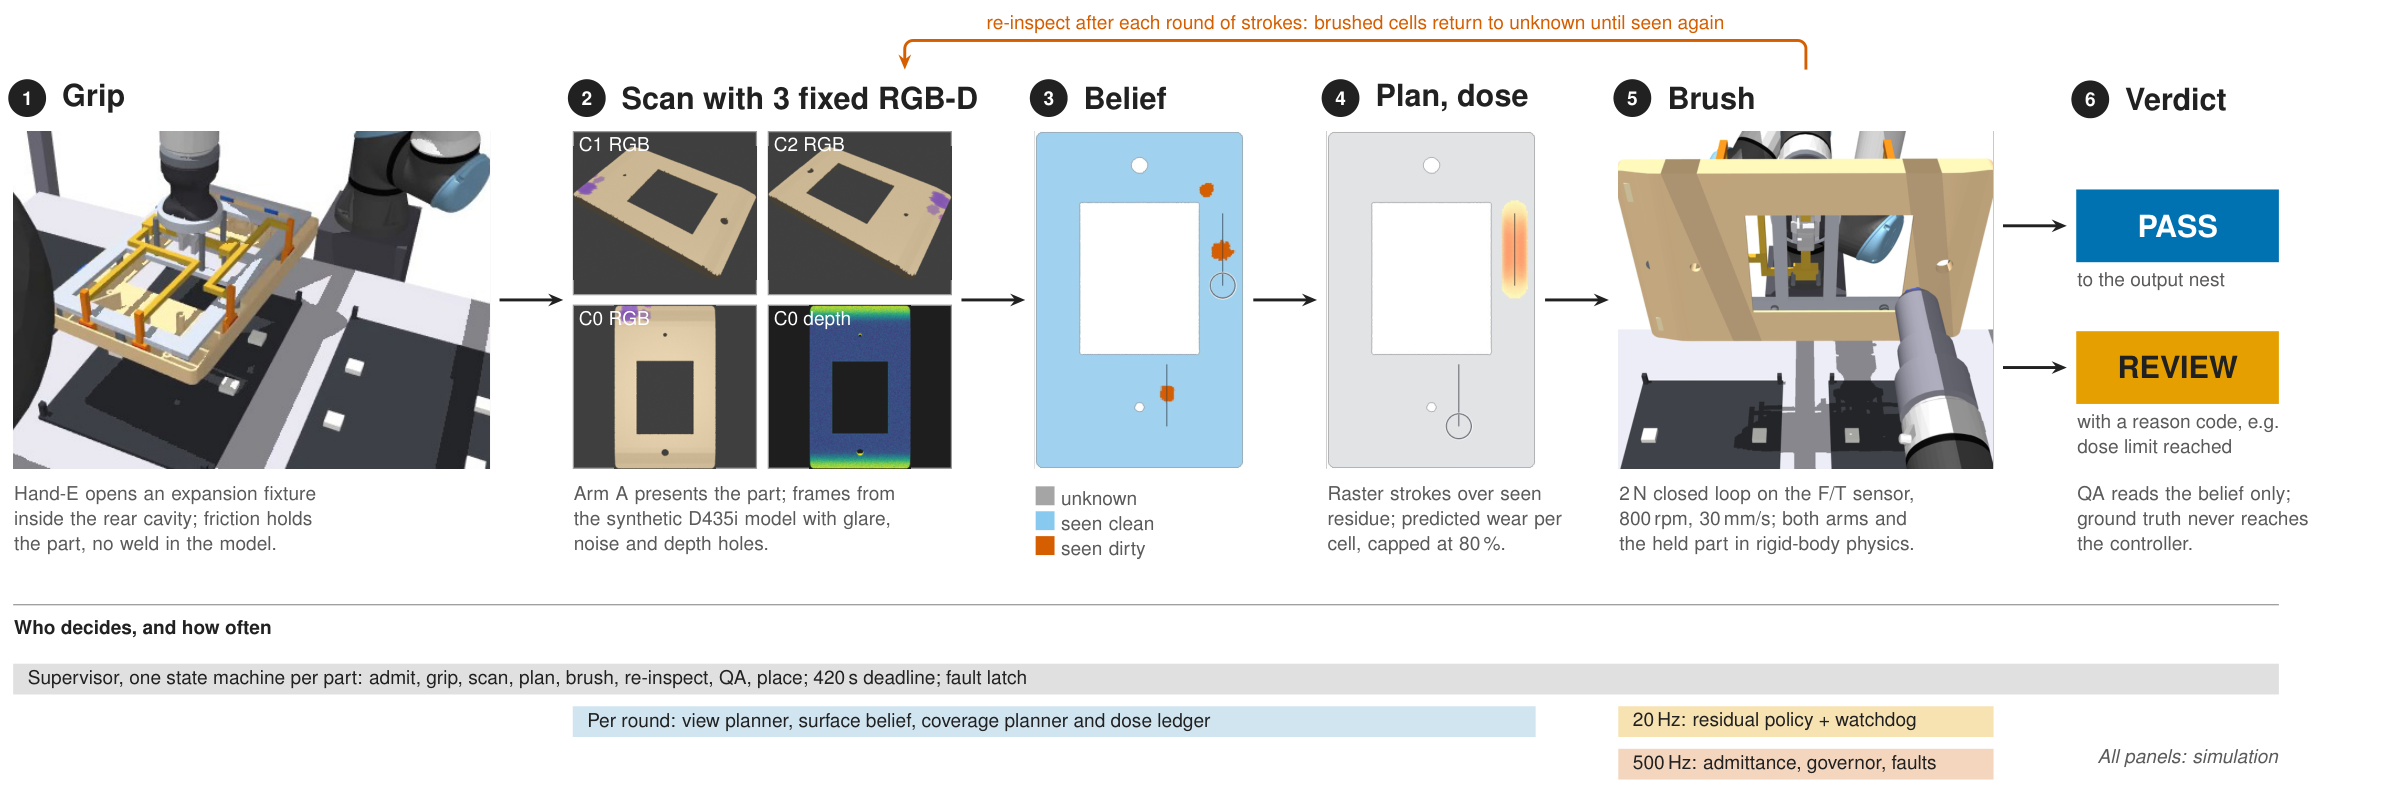 re-inspect after each round of strokes: brushed cells return to unknown until seen again
1 Grip
2 Scan with 3 fixed RGB-D
3 Belief
4 Plan, dose
5 Brush
6 Verdict
C1 RGB
C2 RGB
C0 RGB
C0 depth
PASS
to the output nest
REVIEW
with a reason code, e.g.
dose limit reached
Hand-E opens an expansion fixture
inside the rear cavity; friction holds
the part, no weld in the model.
Arm A presents the part; frames from
the synthetic D435i model with glare,
noise and depth holes.
unknown
seen clean
seen dirty
Raster strokes over seen
residue; predicted wear per
cell, capped at 80 %.
2 N closed loop on the F/T sensor,
800 rpm, 30 mm/s; both arms and
the held part in rigid-body physics.
QA reads the belief only;
ground truth never reaches
the controller.
Who decides, and how often
Supervisor, one state machine per part: admit, grip, scan, plan, brush, re-inspect, QA, place; 420 s deadline; fault latch
Per round: view planner, surface belief, coverage planner and dose ledger
20 Hz: residual policy + watchdog
500 Hz: admittance, governor, faults
All panels: simulation